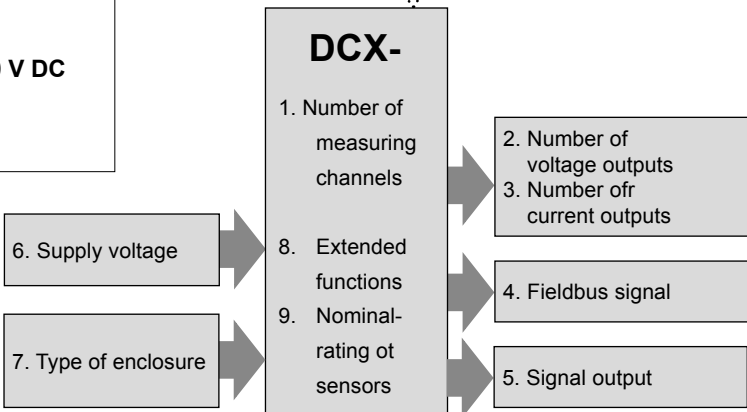 V DC
DCX-
1. Number of
measuring
channels
8. Extended
functions
9. Nominal-
rating ot
sensors
6. Supply voltage
7. Type of enclosure
2. Number of
voltage outputs
3. Number ofr
current outputs
4. Fieldbus signal
5. Signal output